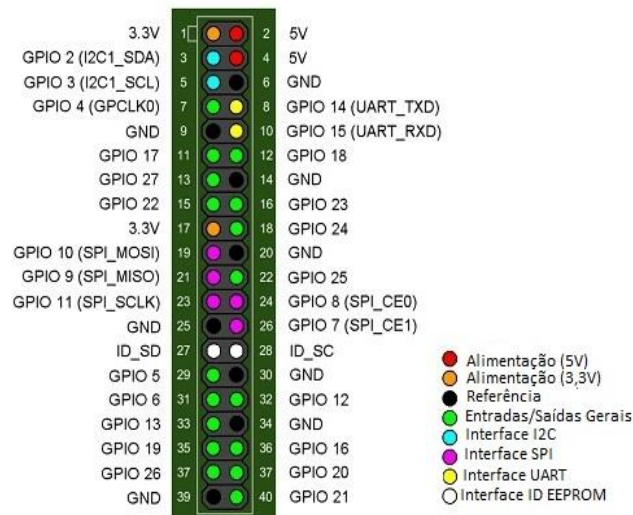 3.3V 1 2 5V
GPIO 2 (I2C1_SDA) 3 4 5V
GPIO 3 (I2C1_SCL) 5 6 GND
GPIO 4 (GPCLK0) 7 8 GPIO 14 (UART_TXD)
GND 9 10 GPIO 15 (UART_RXD)
GPIO 17 11 12 GPIO 18
GPIO 27 13 14 GND
GPIO 22 15 16 GPIO 23
3.3V 17 18 GPIO 24
GPIO 10 (SPI_MOSI) 19 20 GND
GPIO 9 (SPI_MISO) 21 22 GPIO 25
GPIO 11 (SPI_SCLK) 23 24 GPIO 8 (SPI_CE0)
GND 25 26 GPIO 7 (SPI_CE1)
ID_SD 27 28 ID_SC
GPIO 5 29 30 GND
GPIO 6 31 32 GPIO 12
GPIO 13 33 34 GND
GPIO 19 35 36 GPIO 16
GPIO 26 37 37 GPIO 20
GND 39 40 GPIO 21
Alimentação (5V)
Alimentação (3,3V)
Referência
Entradas/Saídas Gerais
Interface I2C
Interface SPI
Interface UART
Interface ID EEPROM